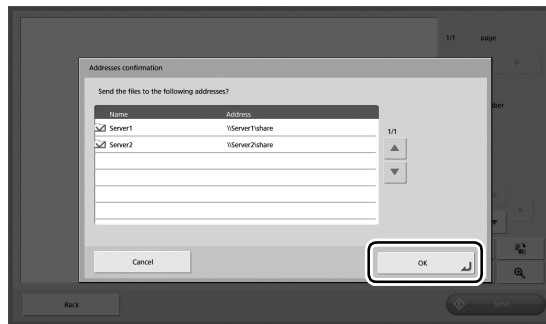 1/1 page
Addresses confirmation
Send the files to the following addresses?
Name Address
Server1 \\Server1\share
Server2 \\Server2\share
1/1
Cancel
OK
Back
Send